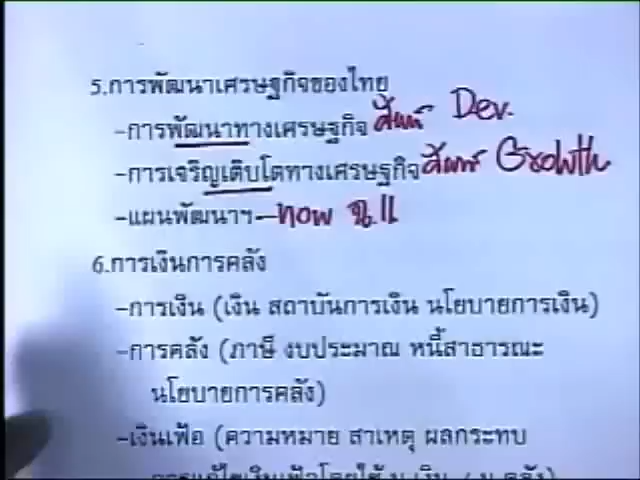 5.การพัฒนาเศรษฐกิจของไทย
-การพัฒนาทางเศรษฐกิจ ศัพท์ Dev.
-การเจริญเติบโตทางเศรษฐกิจ ศัพท์ Growth
-แผนพัฒนาฯ- now ฉ.11
6.การเงินการคลัง
-การเงิน (เงิน สถาบันการเงิน นโยบายการเงิน)
-การคลัง (ภาษี งบประมาณ หนี้สาธารณะ
นโยบายการคลัง)
-เงินเฟ้อ (ความหมาย สาเหตุ ผลกระทบ